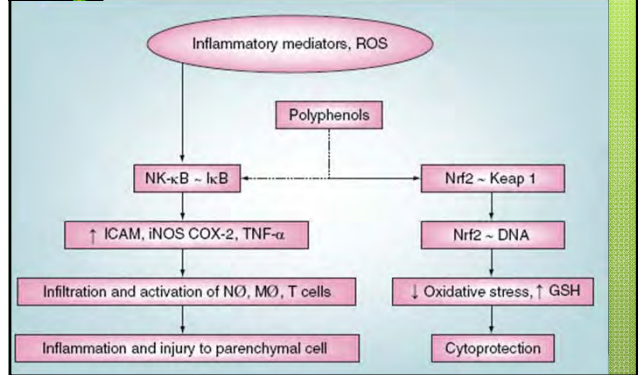 Inflammatory mediators, ROS
Polyphenols
NK-κB ~ IκB
Nrf2 ~ Keap 1
↑ ICAM, iNOS COX-2, TNF-α
Nrf2 ~ DNA
Infiltration and activation of NØ, MØ, T cells
↓ Oxidative stress, ↑ GSH
Inflammation and injury to parenchymal cell
Cytoprotection